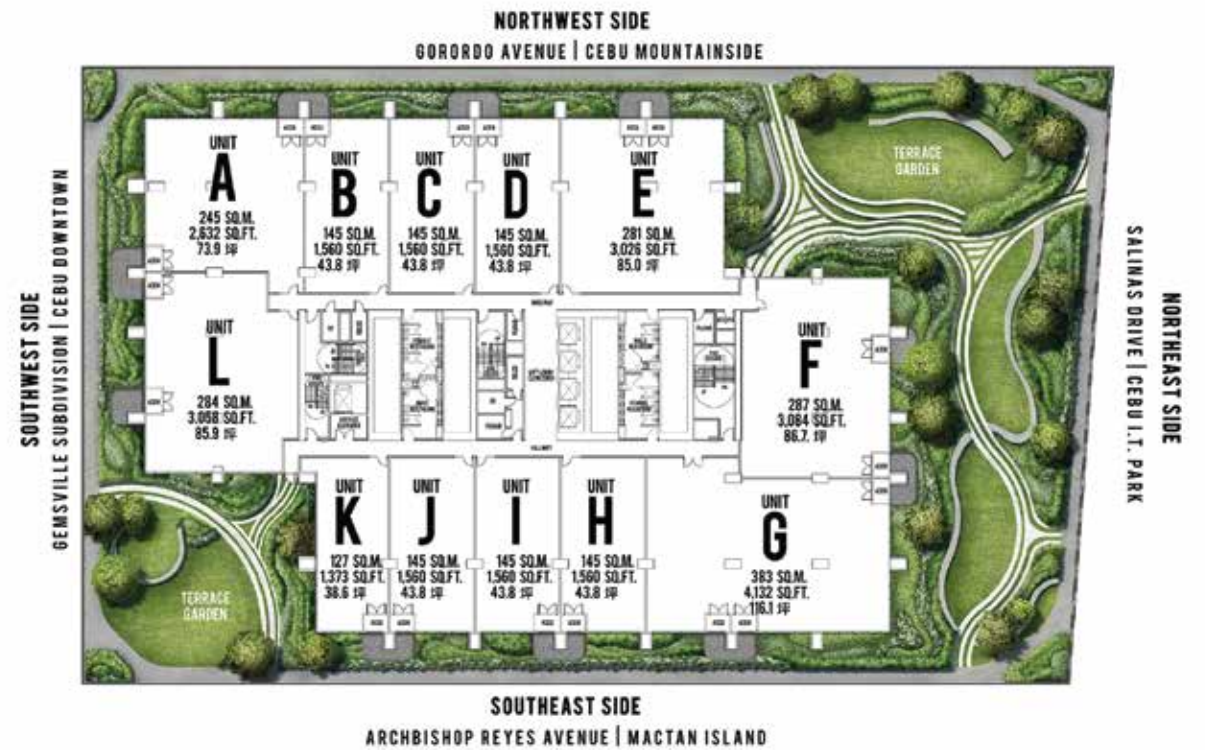 NORTHWEST SIDE
GORORDO AVENUE | CEBU MOUNTAINSIDE
SOUTHWEST SIDE
GEMSVILLE SUBDIVISION | CEBU DOWNTOWN
UNIT
A
245 SQ.M.
2,632 SQ.FT.
73.9 坪
UNIT
B
145 SQ.M.
1,560 SQ.FT.
43.8 坪
UNIT
C
145 SQ.M.
1,560 SQ.FT.
43.8 坪
UNIT
D
145 SQ.M.
1,560 SQ.FT.
43.8 坪
UNIT
E
281 SQ.M.
3,026 SQ.FT.
85.0 坪
TERRACE
GARDEN
UNIT
L
284 SQ.M.
3,058 SQ.FT.
85.9 坪
UNIT
F
287 SQ.M.
3,084 SQ.FT.
86.7. 坪
HALLWAY
UNIT
K
127 SQ.M.
1,373 SQ.FT.
38.6 坪
UNIT
J
145 SQ.M.
1,560 SQ.FT.
43.8 坪
UNIT
I
145 SQ.M.
1,560 SQ.FT.
43.8 坪
UNIT
H
145 SQ.M.
1,560 SQ.FT.
43.8 坪
UNIT
G
383 SQ.M.
4,132 SQ.FT.
116.1 坪
TERRACE
GARDEN
SALINAS DRIVE | CEBU I.T. PARK
NORTHEAST SIDE
SOUTHEAST SIDE
ARCHBISHOP REYES AVENUE | MACTAN ISLAND